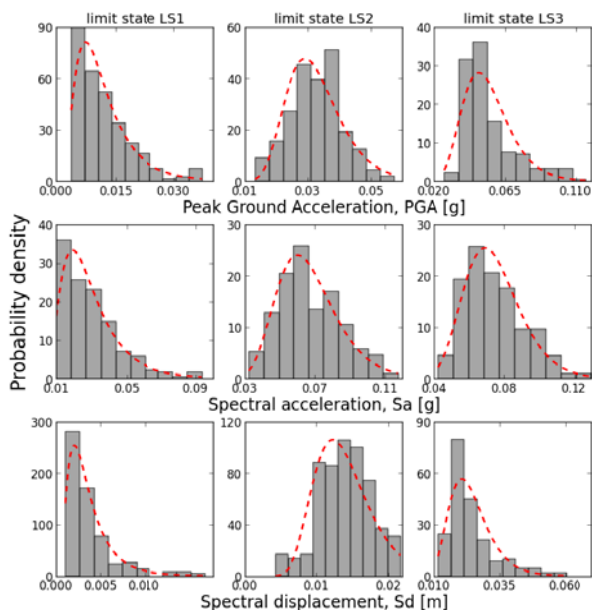 limit state LS1 limit state LS2 limit state LS3
90
60
30
0
0.000 0.015 0.030
60
40
20
0
0.01 0.03 0.05
40
30
20
10
0
0.020 0.065 0.110
Peak Ground Acceleration, PGA [g]
Probability density
40
30
20
10
0
0.01 0.05 0.09
30
20
10
0
0.03 0.07 0.11
30
20
10
0
0.04 0.08 0.12
Spectral acceleration, Sa [g]
300
200
100
0
0.000 0.005 0.010
120
80
40
0
0.00 0.01 0.02
90
60
30
0
0.010 0.035 0.060
Spectral displacement, Sd [m]